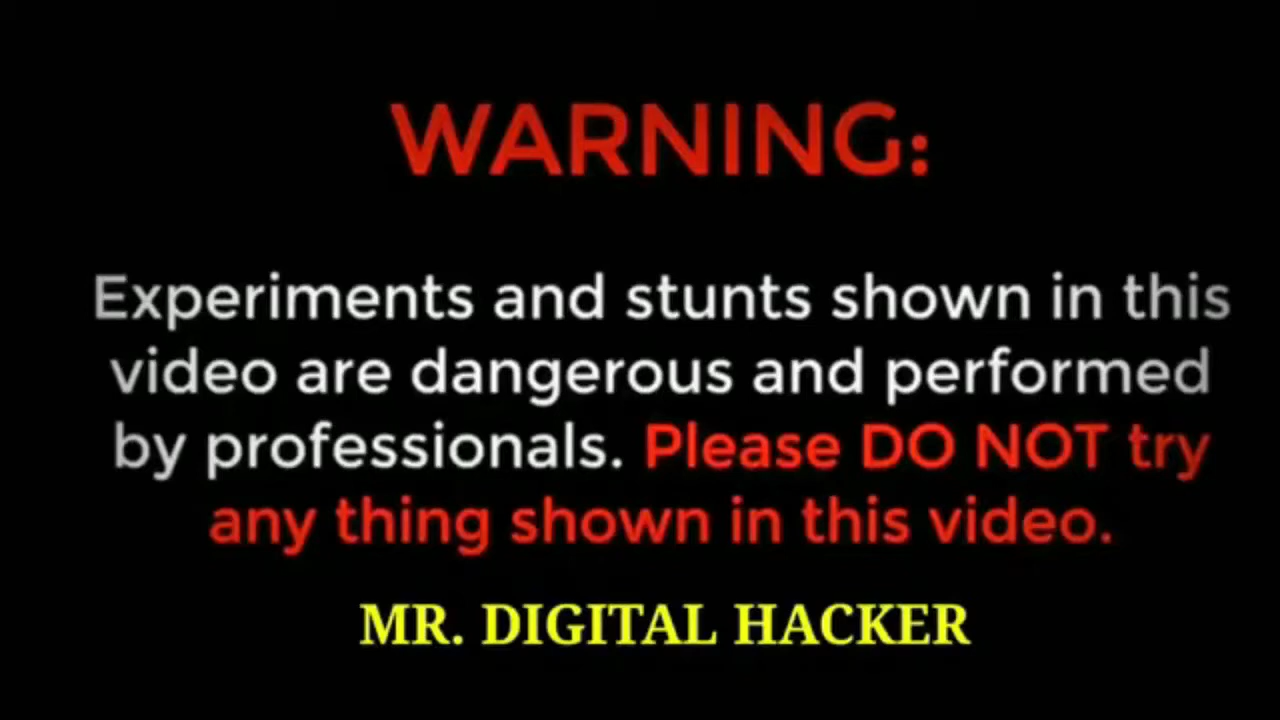 WARNING:
Experiments and stunts shown in this
video are dangerous and performed
by professionals. Please DO NOT try
any thing shown in this video.
MR. DIGITAL HACKER